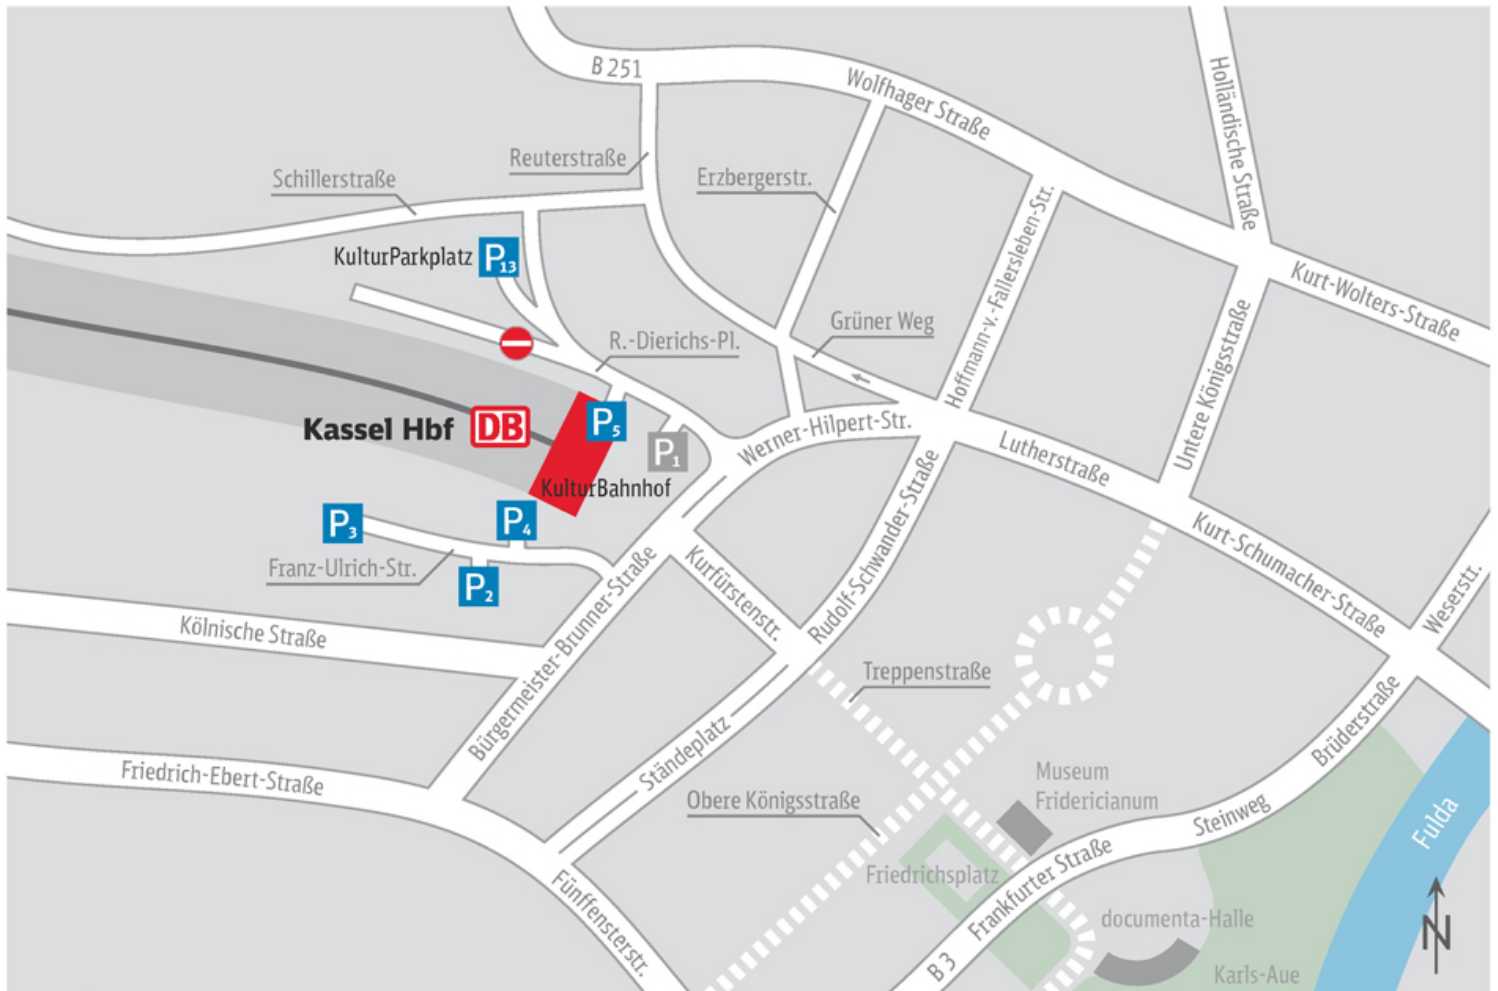 B 251
Wolfhager Straße
Holländische Straße
Reuterstraße
Schillerstraße
Erzbergerstr.
Hoffmann-v.-Fallersleben-Str.
KulturParkplatz
P13
Kurt-Wolters-Straße
Grüner Weg
R.-Dierichs-Pl.
Untere Königsstraße
Kassel Hbf
DB
P5
P1
Werner-Hilpert-Str.
Lutherstraße
KulturBahnhof
P3
P4
Franz-Ulrich-Str.
P2
Kurfürstenstr.
Rudolf-Schwander-Straße
Kurt-Schumacher-Straße
Weserstr.
Kölnische Straße
Bürgermeister-Brunner-Straße
Treppenstraße
Ständeplatz
Brüderstraße
Friedrich-Ebert-Straße
Obere Königsstraße
Museum
Fridericianum
Steinweg
Fulda
Friedrichsplatz
Frankfurter Straße
Fünffensterstr.
documenta-Halle
B 3
Karls-Aue
N